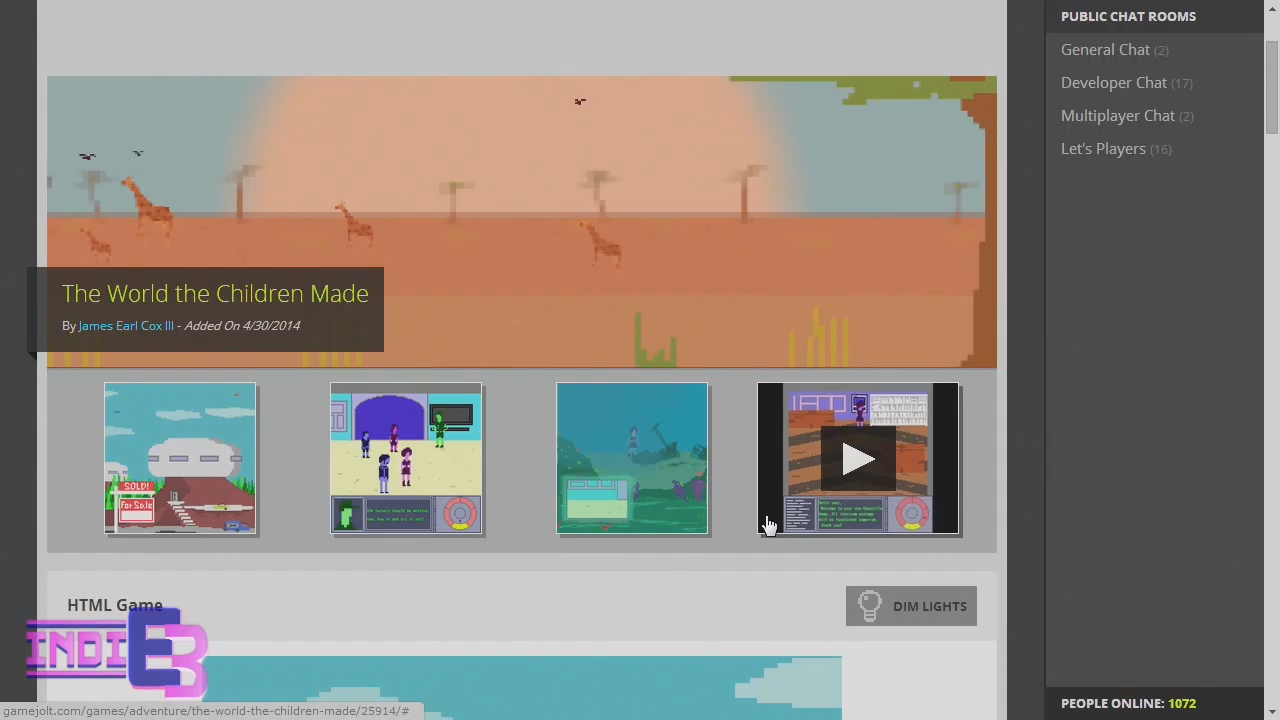 PUBLIC CHAT ROOMS
General Chat (2)
Developer Chat (17)
Multiplayer Chat (2)
Let's Players (16)
The World the Children Made
By James Earl Cox III - Added On 4/30/2014
SOLD!
For Sale
HTML Game
DIM LIGHTS
INDIE3
gamejolt.com/games/adventure/the-world-the-children-made/25914/#
PEOPLE ONLINE: 1072